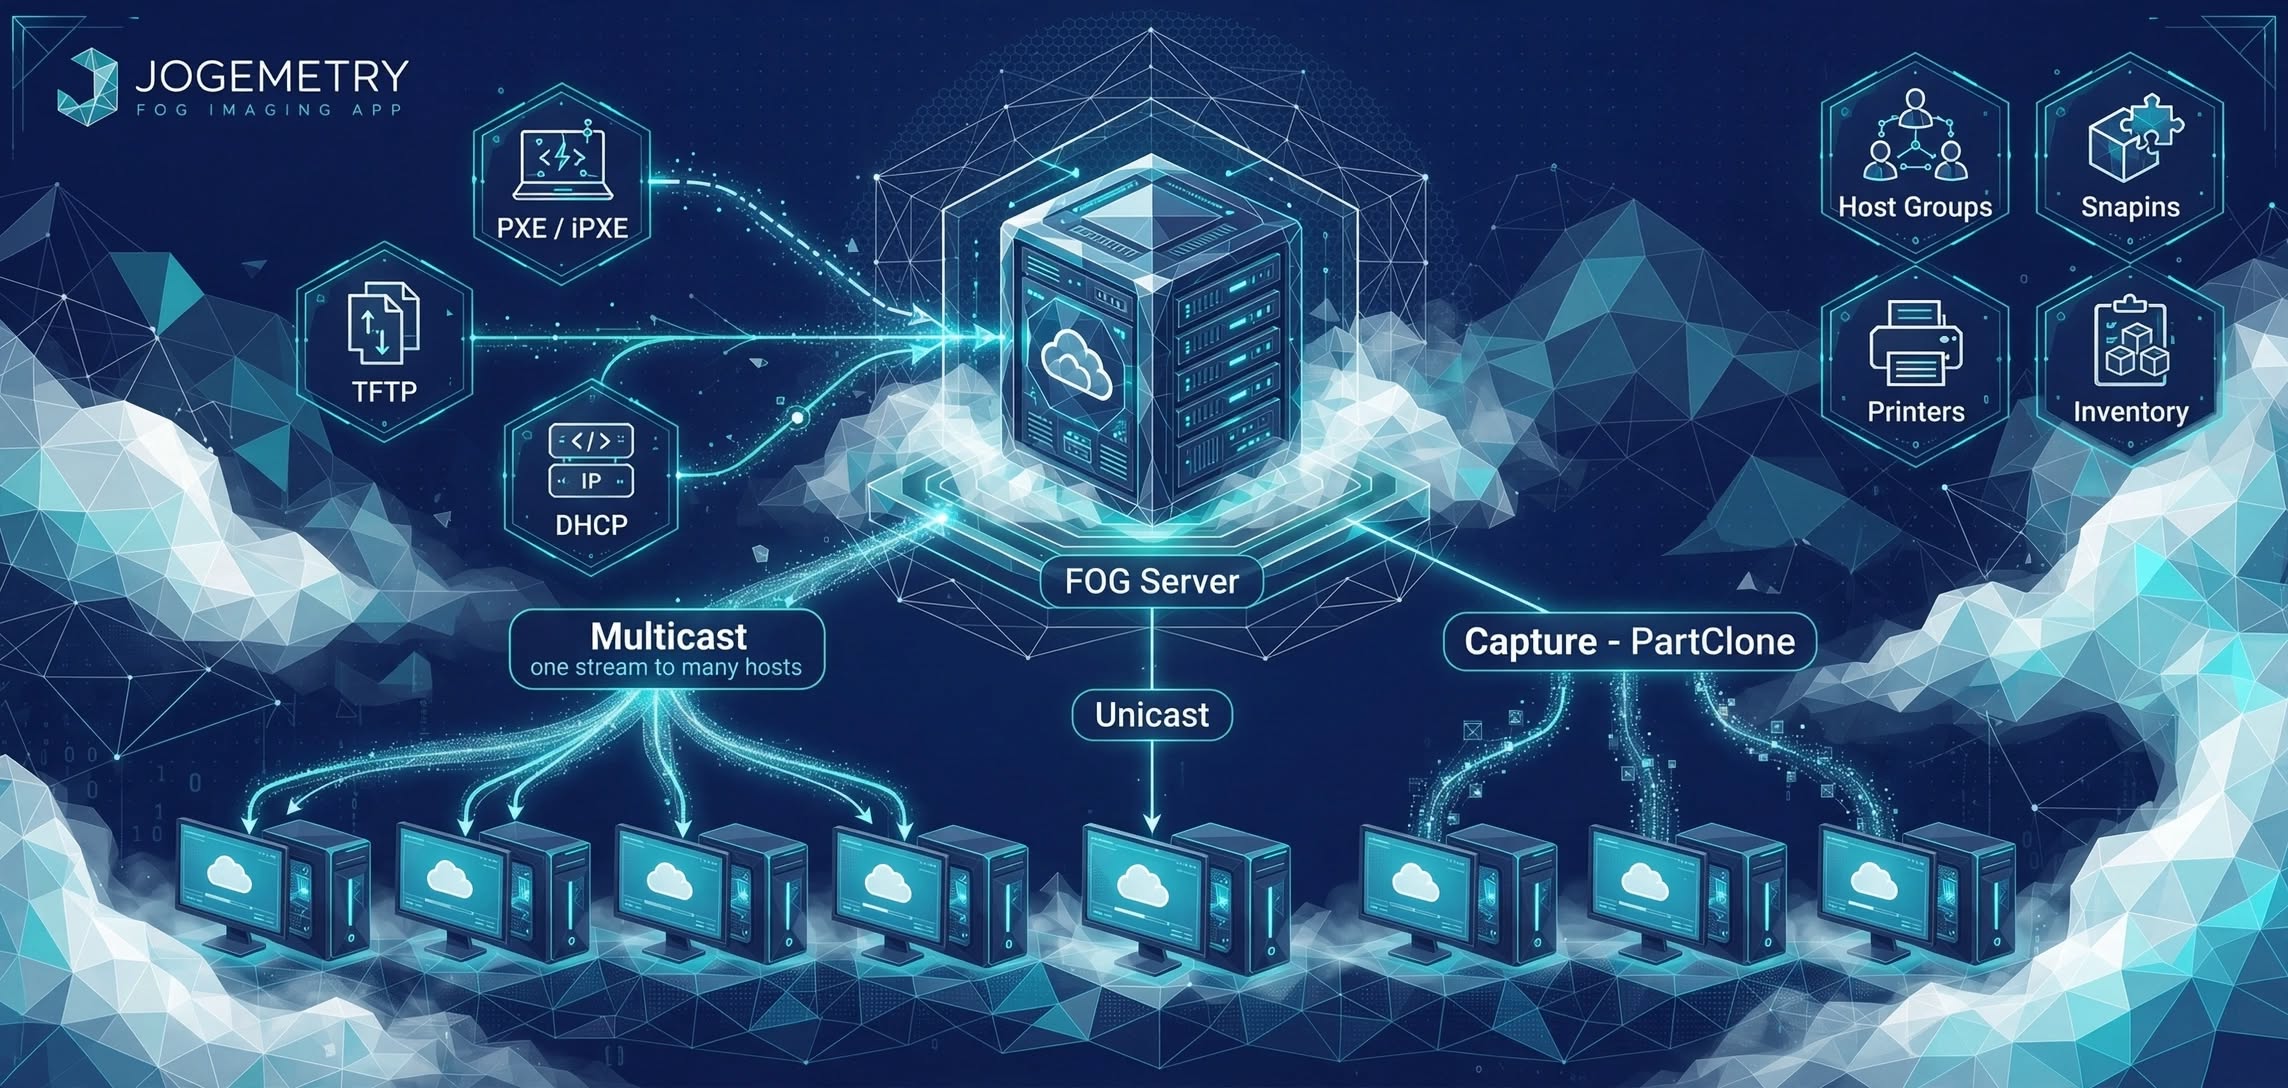 JOGEMETRY
FOG IMAGING APP
PXE / iPXE
TFTP
</>
IP
DHCP
Host Groups
Snapins
Printers
Inventory
FOG Server
Multicast
one stream to many hosts
Unicast
Capture - PartClone